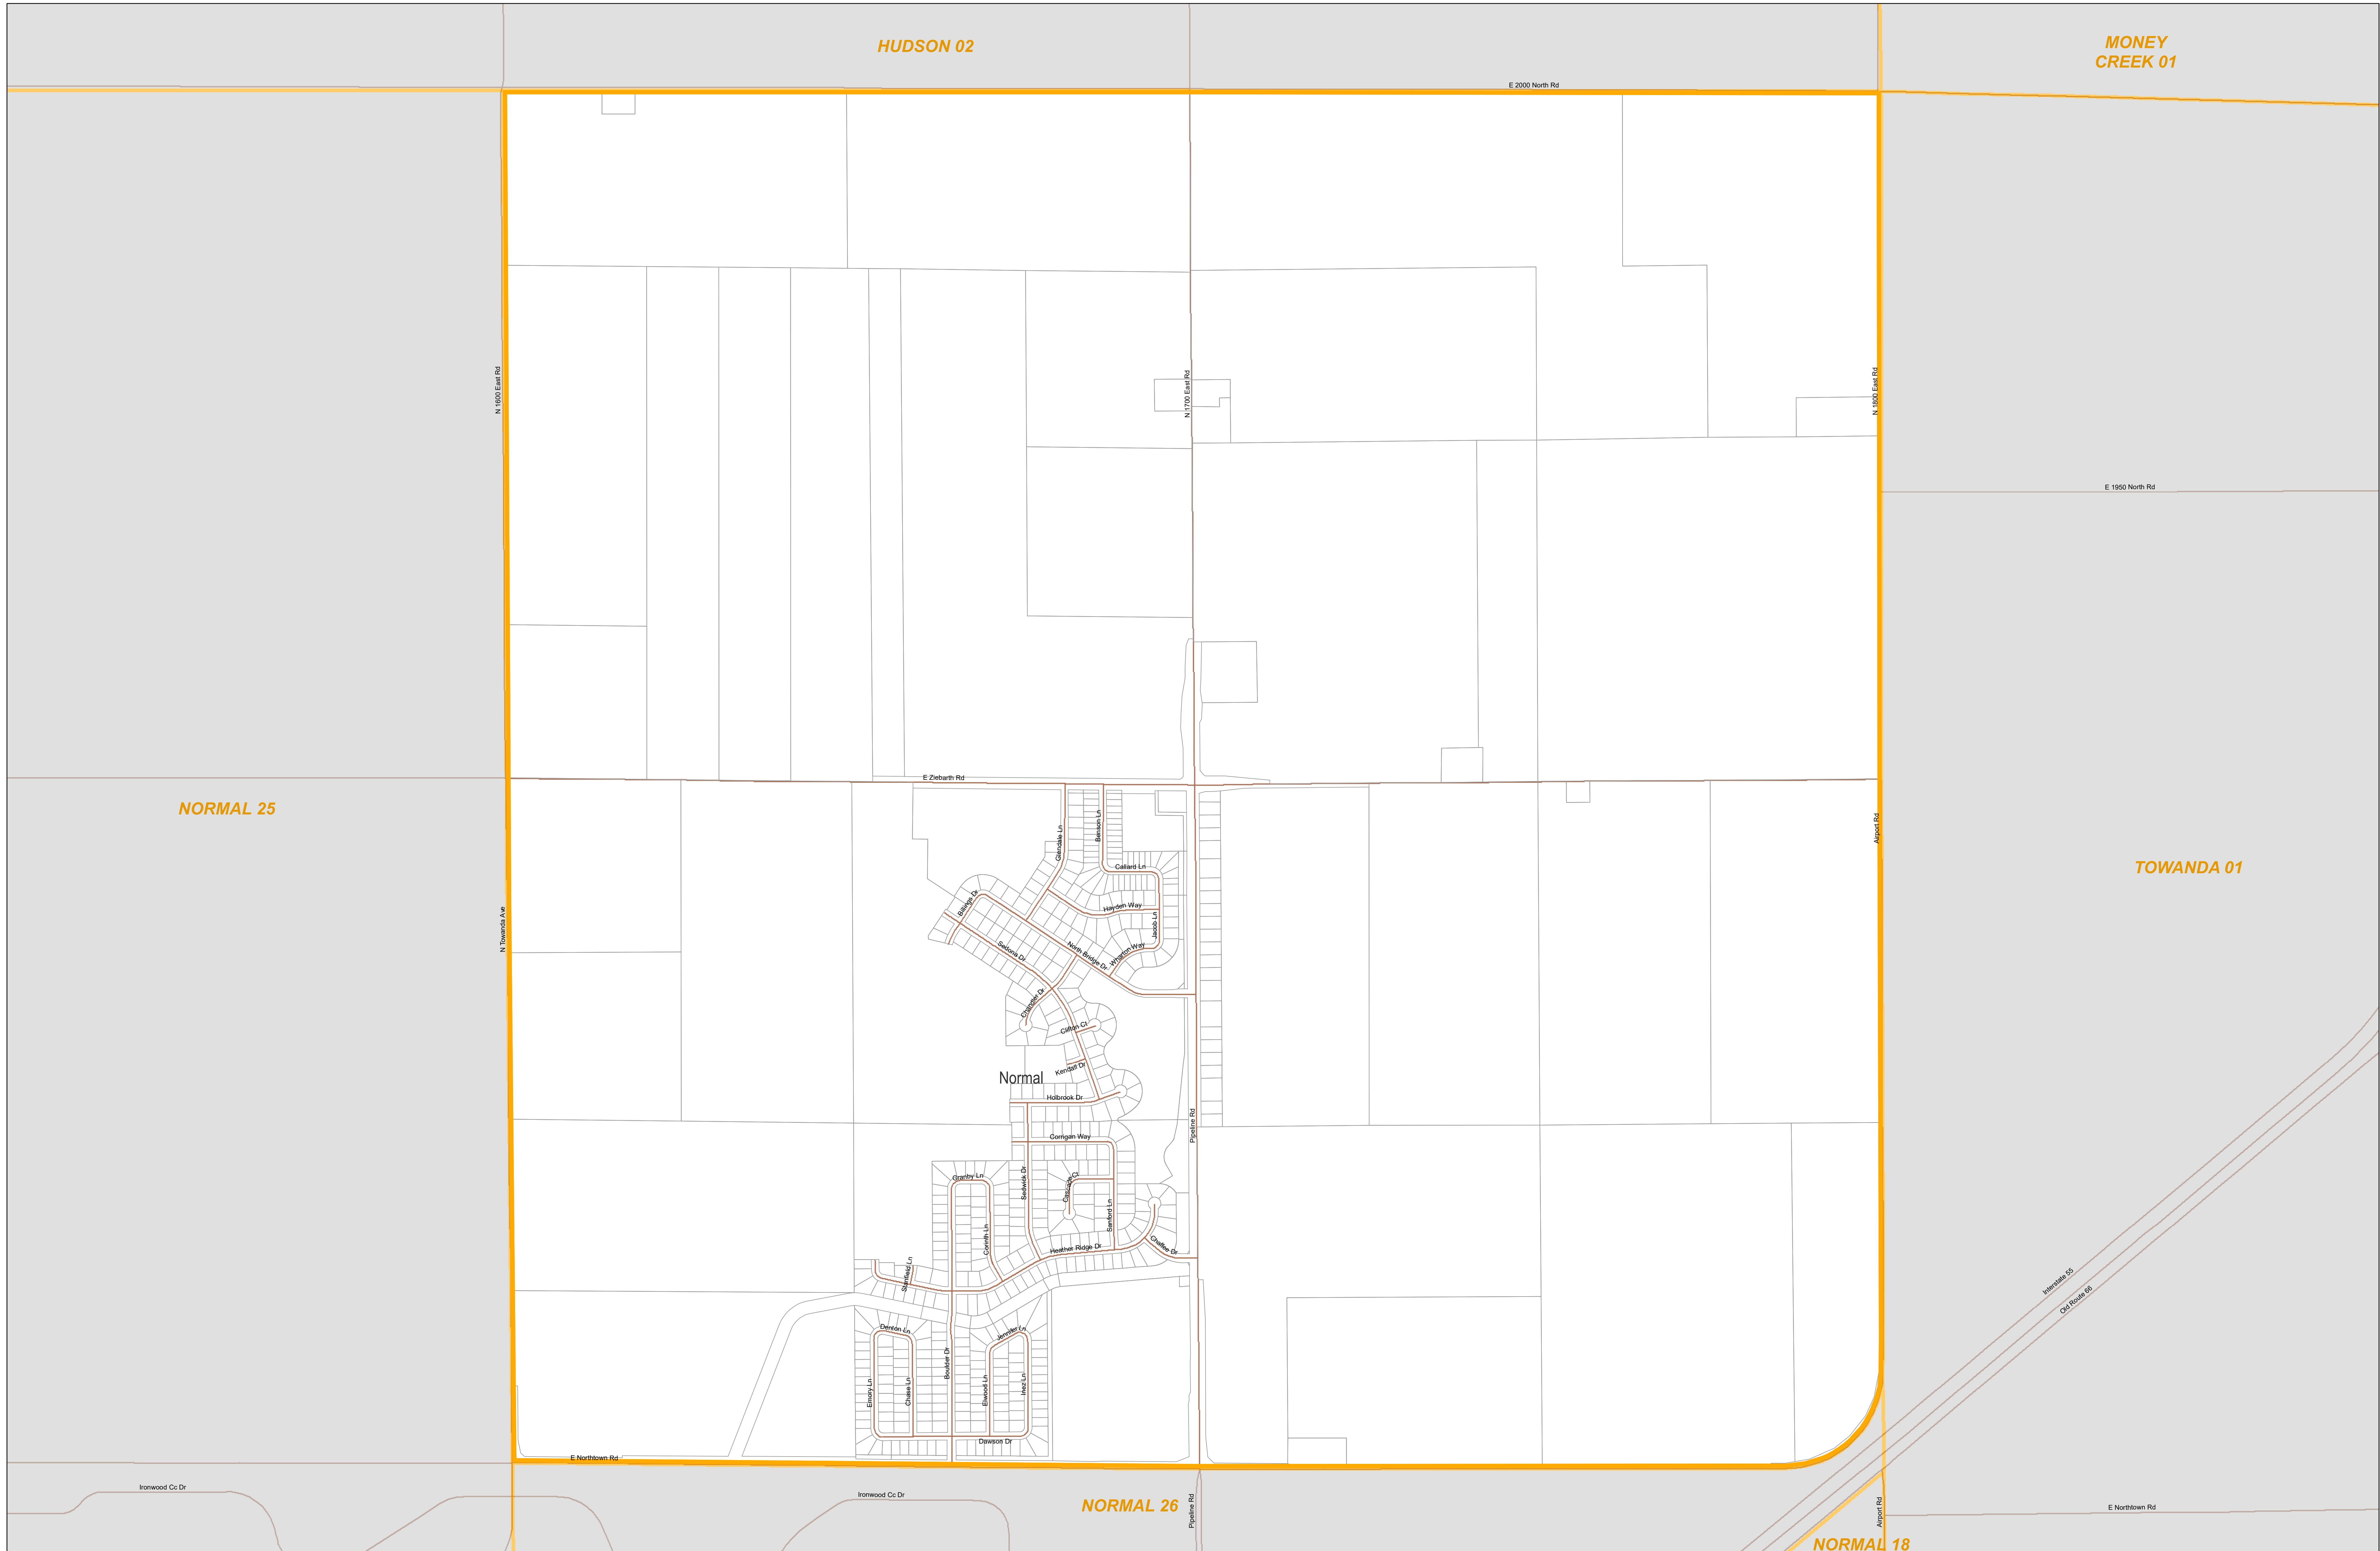 HUDSON 02
MONEY
CREEK 01
E 2000 North Rd
N 1600 East Rd
N 1700 East Rd
N 1800 East Rd
E 1950 North Rd
E Ziebarth Rd
NORMAL 25
Glendale Ln
Benson Ln
Airport Rd
TOWANDA 01
Callard Ln
Billings Dr
Hayden Way
N Towanda Ave
Jacob Ln
Sedona Dr
North Bridge Dr
Wharton Way
Chandler Dr
Clifton Ct
Kendall Dr
Normal
Holbrook Dr
Pipeline Rd
Corrigan Way
Granby Ln
Sedwick Dr
Cascade Ct
Sanford Ln
Corinth Ln
Heather Ridge Dr
Chaffee Dr
Stanfield Ln
Interstate 55
Old Route 66
Denton Ln
Jennifer Ln
Boulder Dr
Emory Ln
Chase Ln
Elwood Ln
Inez Ln
Dawson Dr
E Northtown Rd
Ironwood Cc Dr
Ironwood Cc Dr
NORMAL 26
Pipeline Rd
Airport Rd
E Northtown Rd
NORMAL 18